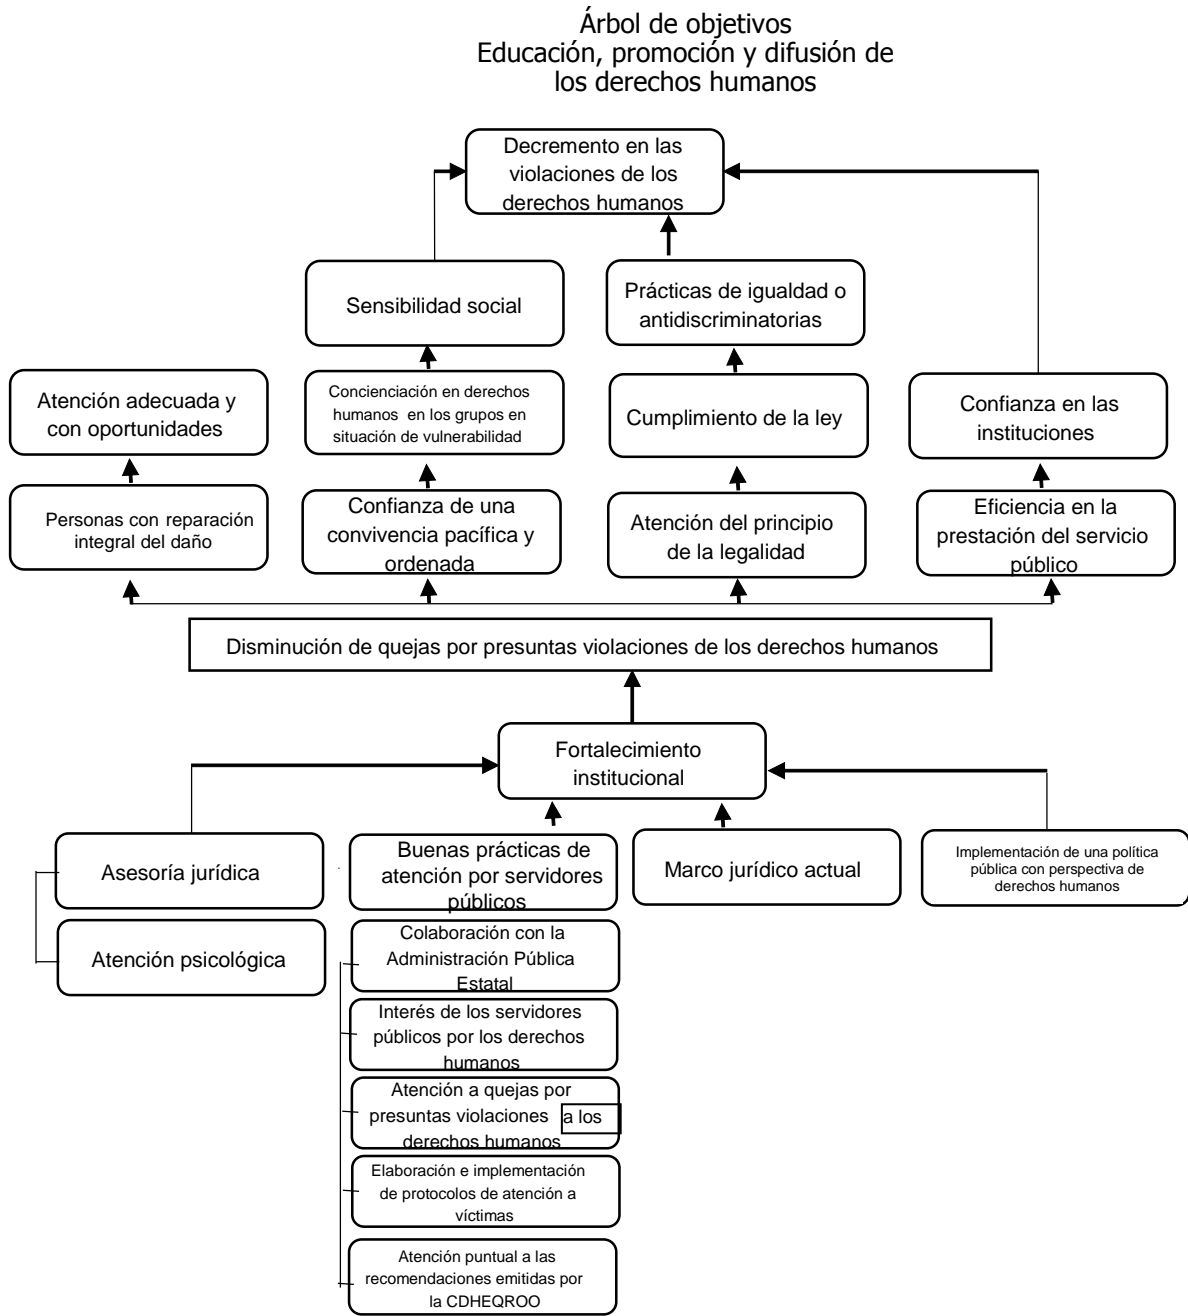 Árbol de objetivos
Educación, promoción y difusión de
los derechos humanos
Decremento en las
violaciones de los
derechos humanos
Sensibilidad social
Prácticas de igualdad o
antidiscriminatorias
Atención adecuada y
con oportunidades
Concienciación en derechos
humanos en los grupos en
situación de vulnerabilidad
Cumplimiento de la ley
Confianza en las
instituciones
Personas con reparación
integral del daño
Confianza de una
convivencia pacífica y
ordenada
Atención del principio
de la legalidad
Eficiencia en la
prestación del servicio
público
Disminución de quejas por presuntas violaciones de los derechos humanos
Fortalecimiento
institucional
Asesoría jurídica
Buenas prácticas de
atención por servidores
públicos
Marco jurídico actual
Implementación de una política
pública con perspectiva de
derechos humanos
Atención psicológica
Colaboración con la
Administración Pública
Estatal
Interés de los servidores
públicos por los derechos
humanos
Atención a quejas por
presuntas violaciones a los
derechos humanos
Elaboración e implementación
de protocolos de atención a
víctimas
Atención puntual a las
recomendaciones emitidas por
la CDHEQROO